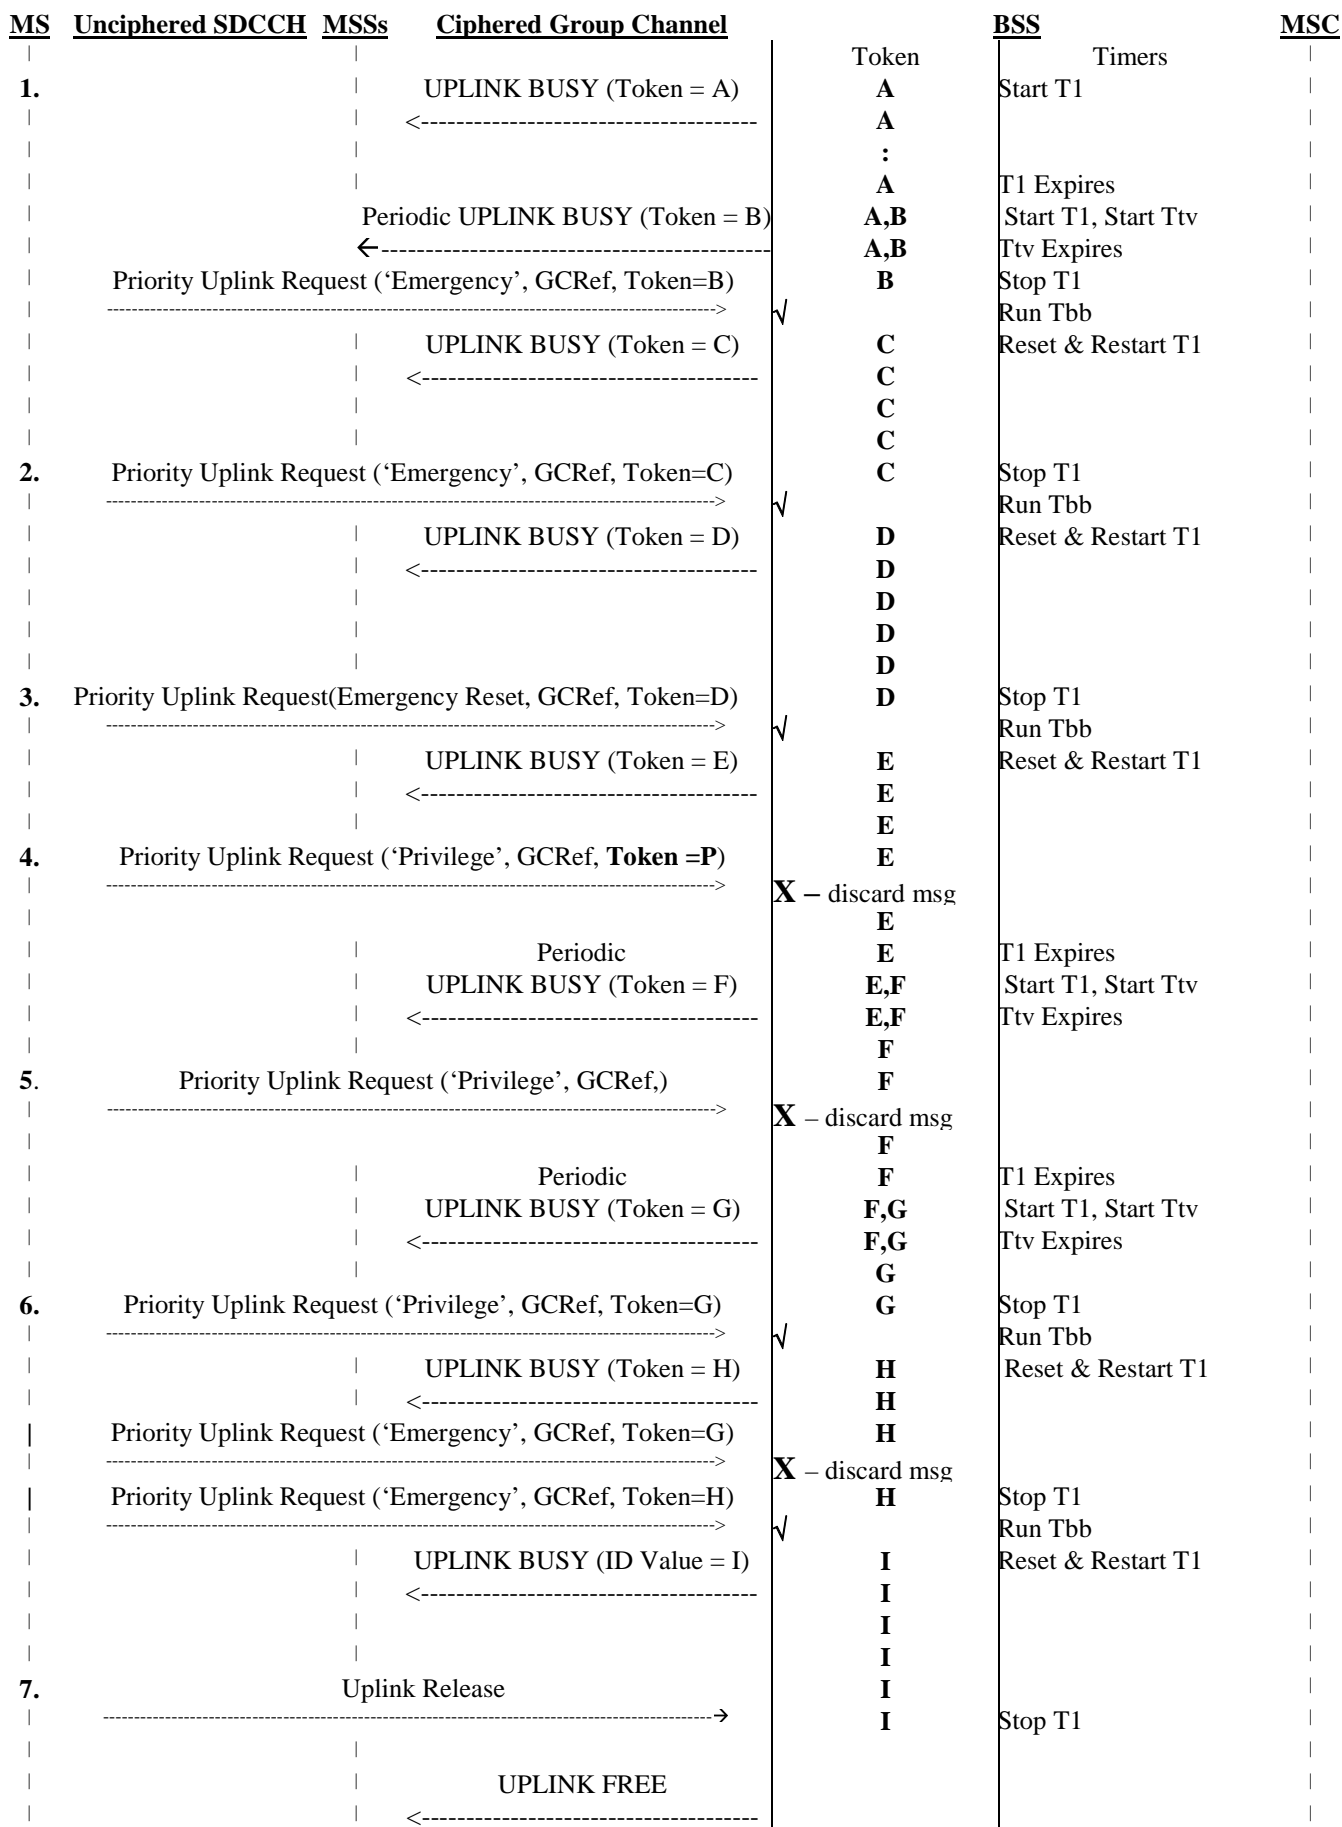 MS Unciphered SDCCH MSSs Ciphered Group Channel BSS MSC
Token Timers
1. UPLINK BUSY (Token = A) A Start T1
A
:
A T1 Expires
Periodic UPLINK BUSY (Token = B) A,B Start T1, Start Ttv
A,B Ttv Expires
Priority Uplink Request (‘Emergency’, GCRef, Token=B) B Stop T1
√ Run Tbb
UPLINK BUSY (Token = C) C Reset & Restart T1
C
C
C
2. Priority Uplink Request (‘Emergency’, GCRef, Token=C) C Stop T1
√ Run Tbb
UPLINK BUSY (Token = D) D Reset & Restart T1
D
D
D
D
3. Priority Uplink Request(Emergency Reset, GCRef, Token=D) D Stop T1
√ Run Tbb
UPLINK BUSY (Token = E) E Reset & Restart T1
E
E
4. Priority Uplink Request (‘Privilege’, GCRef, Token =P) E
X – discard msg
E
Periodic E T1 Expires
UPLINK BUSY (Token = F) E,F Start T1, Start Ttv
E,F Ttv Expires
F
5. Priority Uplink Request (‘Privilege’, GCRef,) F
X – discard msg
F
Periodic F T1 Expires
UPLINK BUSY (Token = G) F,G Start T1, Start Ttv
F,G Ttv Expires
G
6. Priority Uplink Request (‘Privilege’, GCRef, Token=G) G Stop T1
√ Run Tbb
UPLINK BUSY (Token = H) H Reset & Restart T1
H
Priority Uplink Request (‘Emergency’, GCRef, Token=G) H
X – discard msg
Priority Uplink Request (‘Emergency’, GCRef, Token=H) H Stop T1
√ Run Tbb
UPLINK BUSY (ID Value = I) I Reset & Restart T1
I
I
I
7. Uplink Release I
I Stop T1
UPLINK FREE